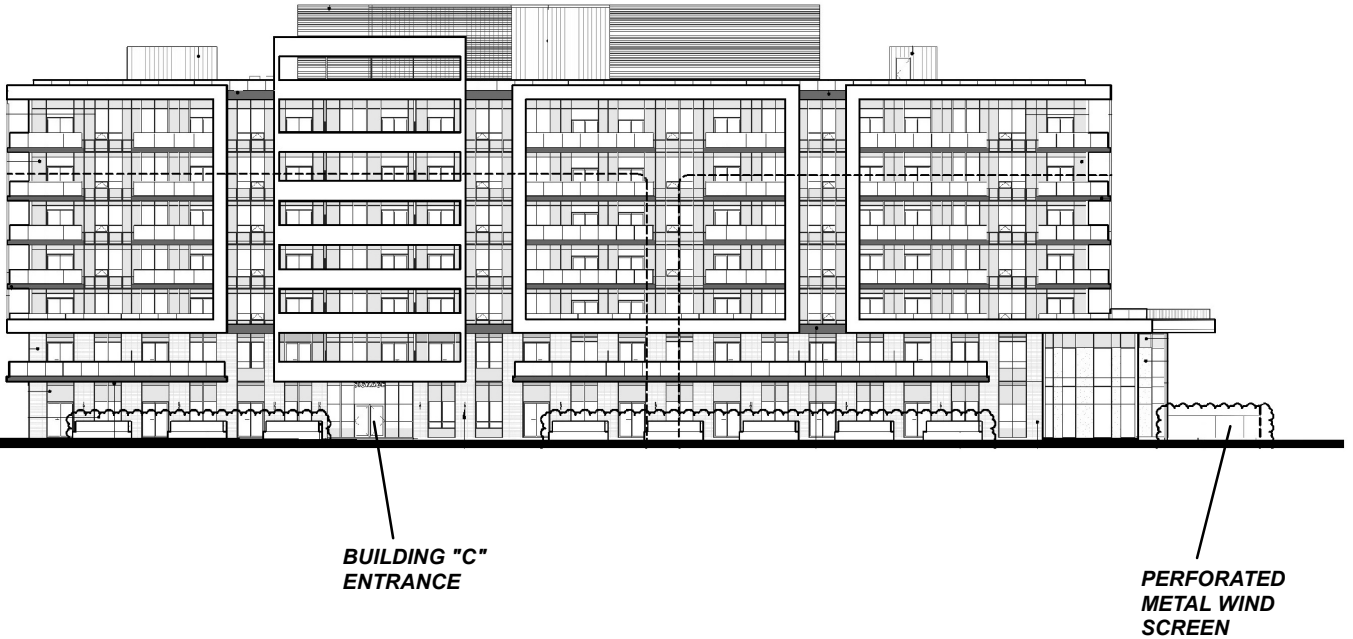 BUILDING "C"
ENTRANCE
PERFORATED
METAL WIND
SCREEN